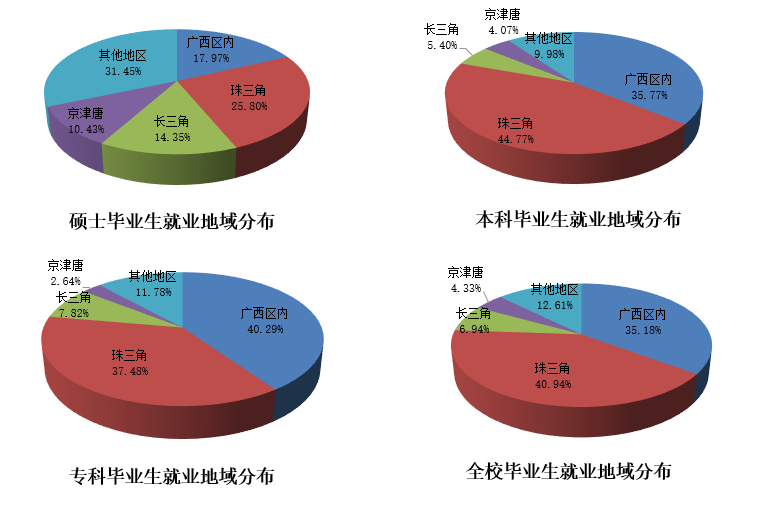 其他地区
31.45%
广西区内
17.97%
珠三角
25.80%
京津唐
10.43%
长三角
14.35%
硕士毕业生就业地域分布
京津唐
4.07%
长三角
5.40%
其他地区
9.98%
广西区内
35.77%
珠三角
44.77%
本科毕业生就业地域分布
京津唐
2.64%
其他地区
11.78%
长三角
7.82%
广西区内
40.29%
珠三角
37.48%
专科毕业生就业地域分布
京津唐
4.33%
其他地区
12.61%
长三角
6.94%
广西区内
35.18%
珠三角
40.94%
全校毕业生就业地域分布